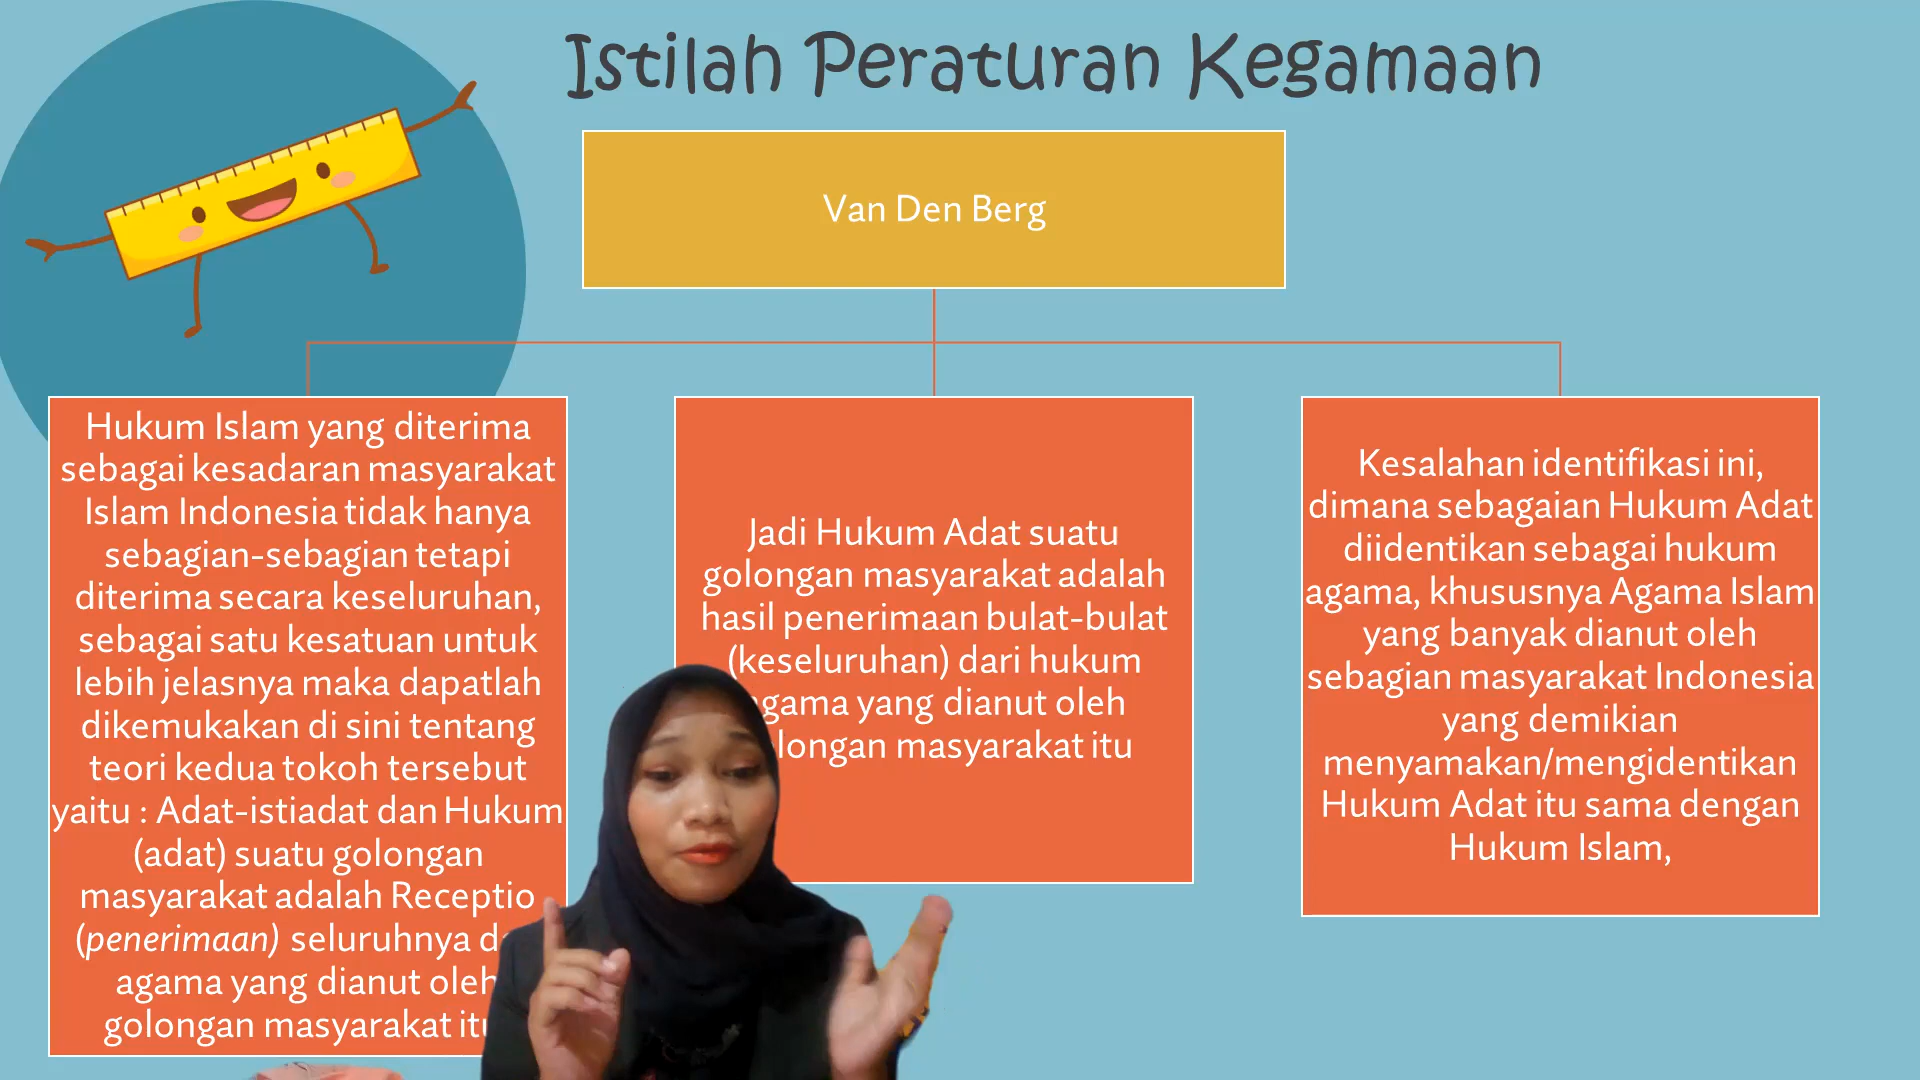 Istilah Peraturan Kegamaan
Van Den Berg
Hukum Islam yang diterima
sebagai kesadaran masyarakat
Islam Indonesia tidak hanya
sebagian-sebagian tetapi
diterima secara keseluruhan,
sebagai satu kesatuan untuk
lebih jelasnya maka dapatlah
dikemukakan di sini tentang
teori kedua tokoh tersebut
yaitu : Adat-istiadat dan Hukum
(adat) suatu golongan
masyarakat adalah Receptio
(penerimaan) seluruhnya
agama yang dianut oleh
golongan masyarakat itu
Jadi Hukum Adat suatu
golongan masyarakat adalah
hasil penerimaan bulat-bulat
(keseluruhan) dari hukum
agama yang dianut oleh
golongan masyarakat itu
Kesalahan identifikasi ini,
dimana sebagaian Hukum Adat
diidentikan sebagai hukum
agama, khususnya Agama Islam
yang banyak dianut oleh
sebagian masyarakat Indonesia
yang demikian
menyamakan/mengidentikan
Hukum Adat itu sama dengan
Hukum Islam,